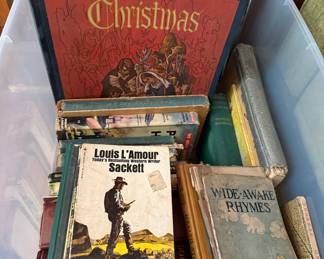 Christmas
Louis L'Amour
Today's Bestselling Western Writer
Sackett
WIDE-AWAKE
RHYMES